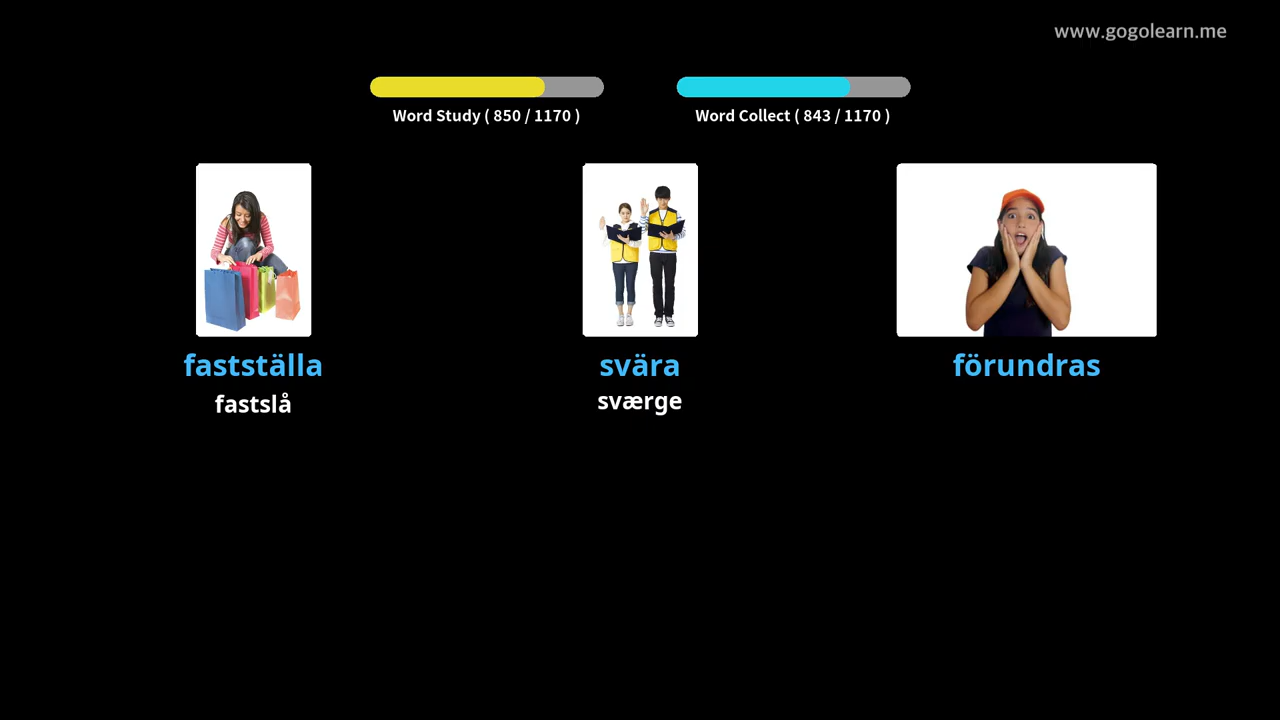 www.gogolearn.me
Word Study ( 850 / 1170 )
Word Collect ( 843 / 1170 )
fastställa
svära
förundras
fastslå
sværge